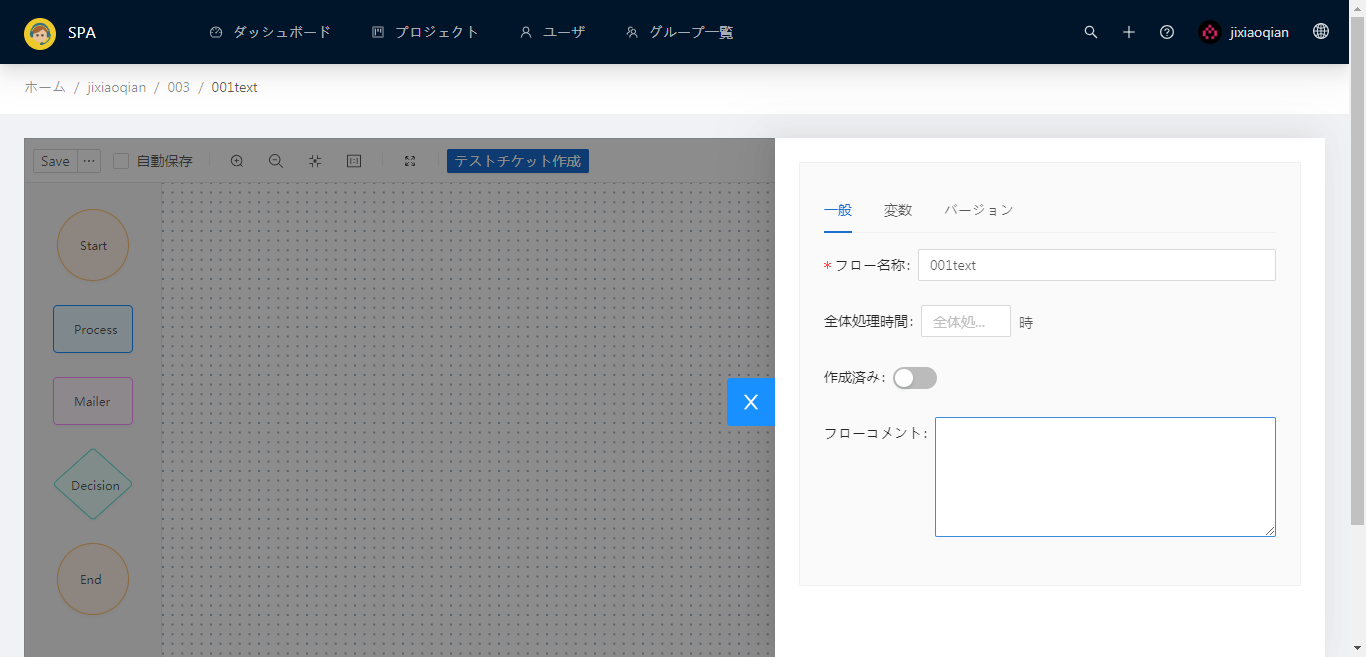 SPA ダッシュボード プロジェクト ユーザ グループ一覧 jixiaoqian
ホーム / jixiaoqian / 003 / 001text
Save ··· 自動保存 テストチケット作成
Start
Process
Mailer
Decision
End
X
一般 変数 バージョン
* フロー名称: 001text
全体処理時間: 全体処... 時
作成済み:
フローコメント: